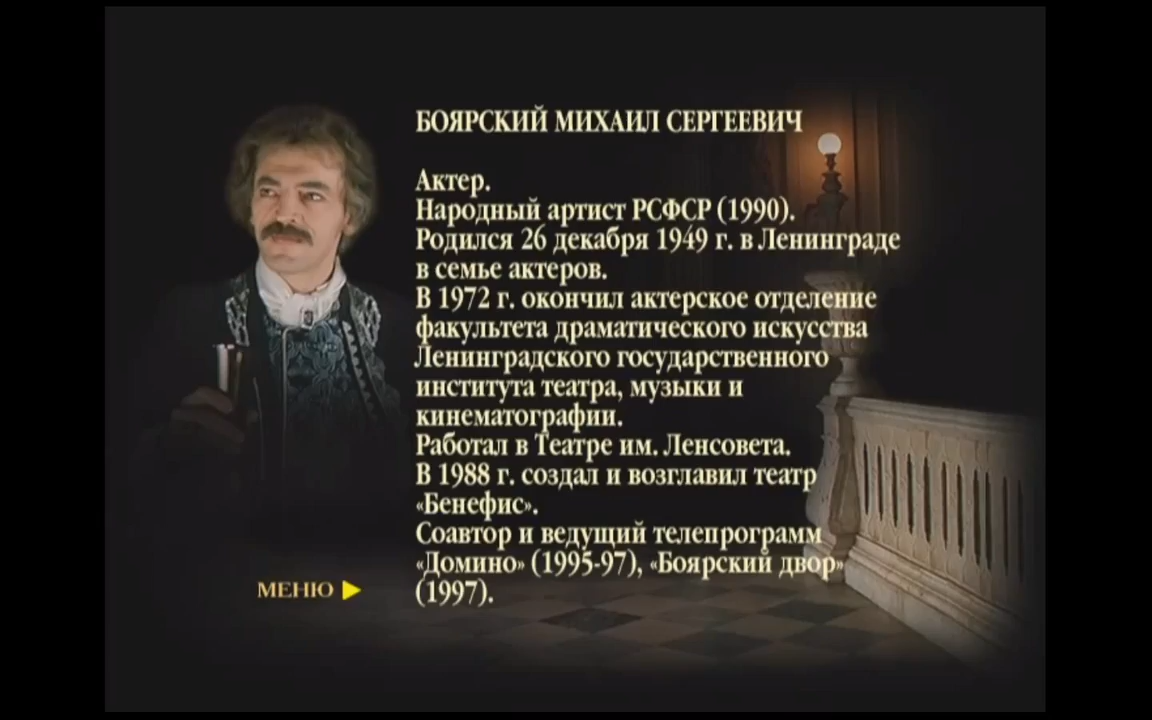 БОЯРСКИЙ МИХАИЛ СЕРГЕЕВИЧ
Актер.
Народный артист РСФСР (1990).
Родился 26 декабря 1949 г. в Ленинграде
в семье актеров.
В 1972 г. окончил актерское отделение
факультета драматического искусства
Ленинградского государственного
института театра, музыки и
кинематографии.
Работал в Театре им. Ленсовета.
В 1988 г. создал и возглавил театр
«Бенефис».
Соавтор и ведущий телепрограмм
«Домино» (1995-97), «Боярский двор»
(1997).
МЕНЮ